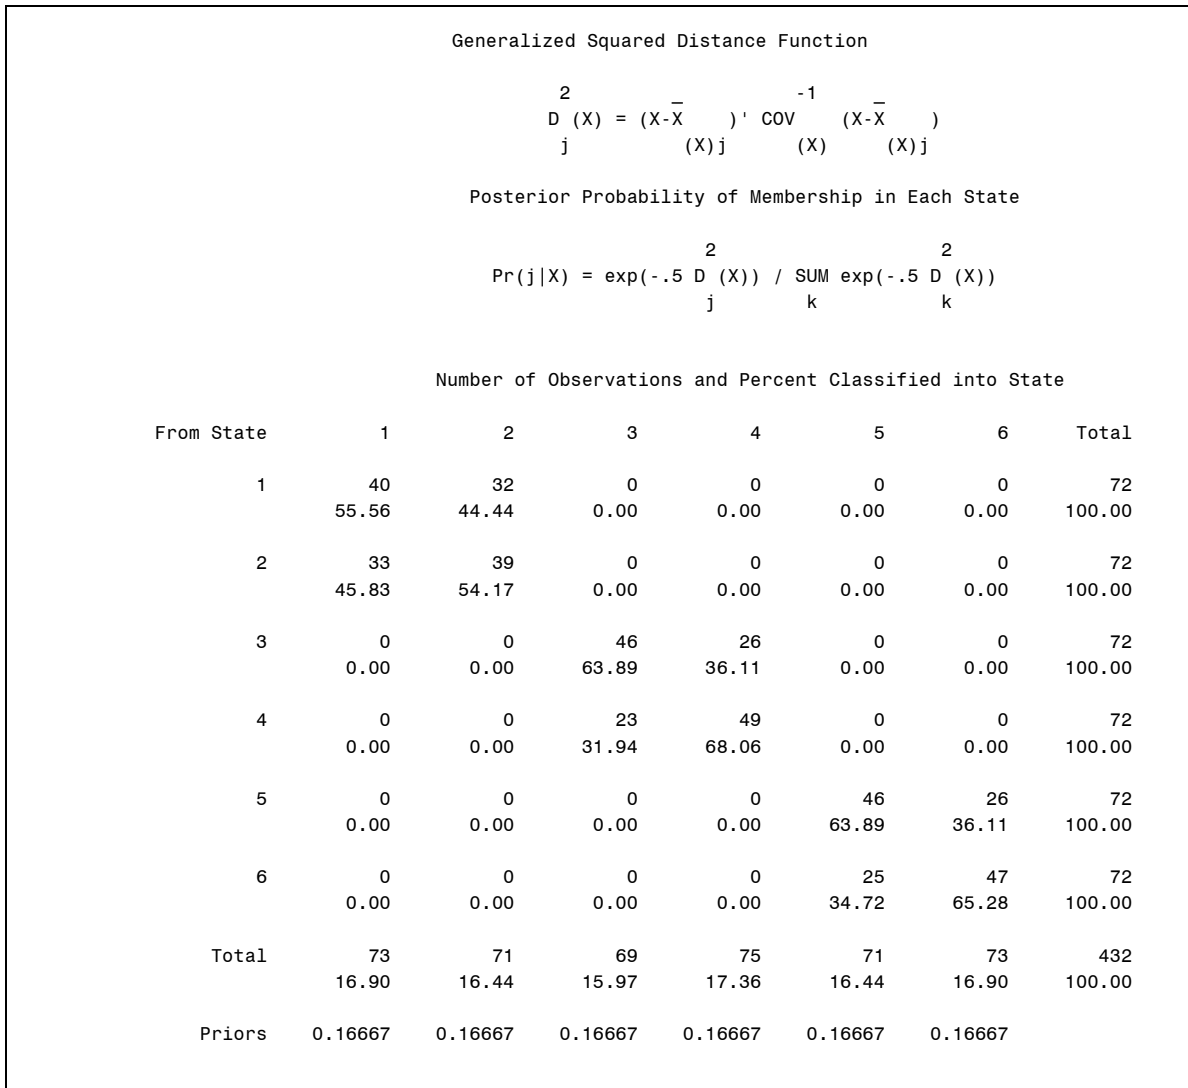 Generalized Squared Distance Function
2 _ -1 _
D (X) = (X-X )' COV (X-X )
j (X)j (X) (X)j
Posterior Probability of Membership in Each State
2 2
Pr(j|X) = exp(-.5 D (X)) / SUM exp(-.5 D (X))
j k k
Number of Observations and Percent Classified into State
From State 1 2 3 4 5 6 Total
1 40 32 0 0 0 0 72
55.56 44.44 0.00 0.00 0.00 0.00 100.00
2 33 39 0 0 0 0 72
45.83 54.17 0.00 0.00 0.00 0.00 100.00
3 0 0 46 26 0 0 72
0.00 0.00 63.89 36.11 0.00 0.00 100.00
4 0 0 23 49 0 0 72
0.00 0.00 31.94 68.06 0.00 0.00 100.00
5 0 0 0 0 46 26 72
0.00 0.00 0.00 0.00 63.89 36.11 100.00
6 0 0 0 0 25 47 72
0.00 0.00 0.00 0.00 34.72 65.28 100.00
Total 73 71 69 75 71 73 432
16.90 16.44 15.97 17.36 16.44 16.90 100.00
Priors 0.16667 0.16667 0.16667 0.16667 0.16667 0.16667